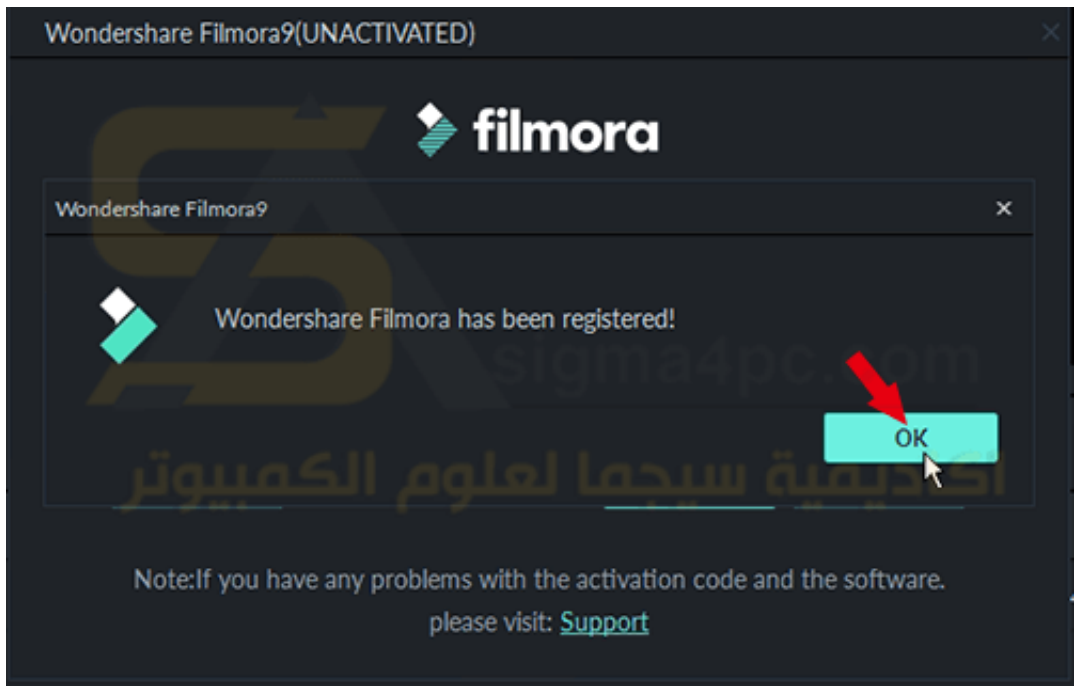 Wondershare Filmora9(UNACTIVATED)
filmora
Wondershare Filmora9
Wondershare Filmora has been registered!
sigma4pc.com
OK
اكاديمية سيجما لعلوم الكمبيوتر
Note:If you have any problems with the activation code and the software.
please visit: Support